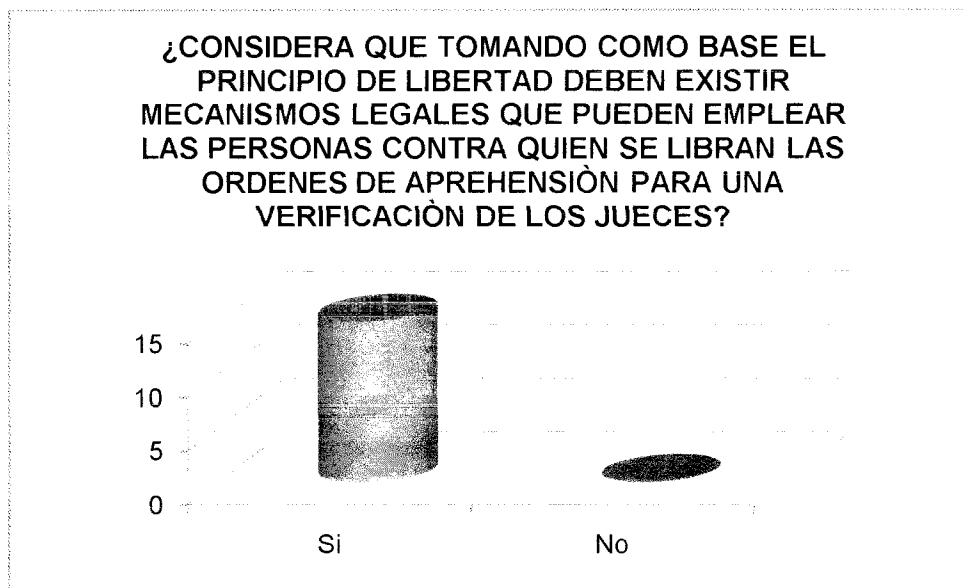 ¿CONSIDERA QUE TOMANDO COMO BASE EL
PRINCIPIO DE LIBERTAD DEBEN EXISTIR
MECANISMOS LEGALES QUE PUEDEN EMPLEAR
LAS PERSONAS CONTRA QUIEN SE LIBRAN LAS
ORDENES DE APREHENSIÒN PARA UNA
VERIFICACIÒN DE LOS JUECES?
15
10
5
0
Si
No